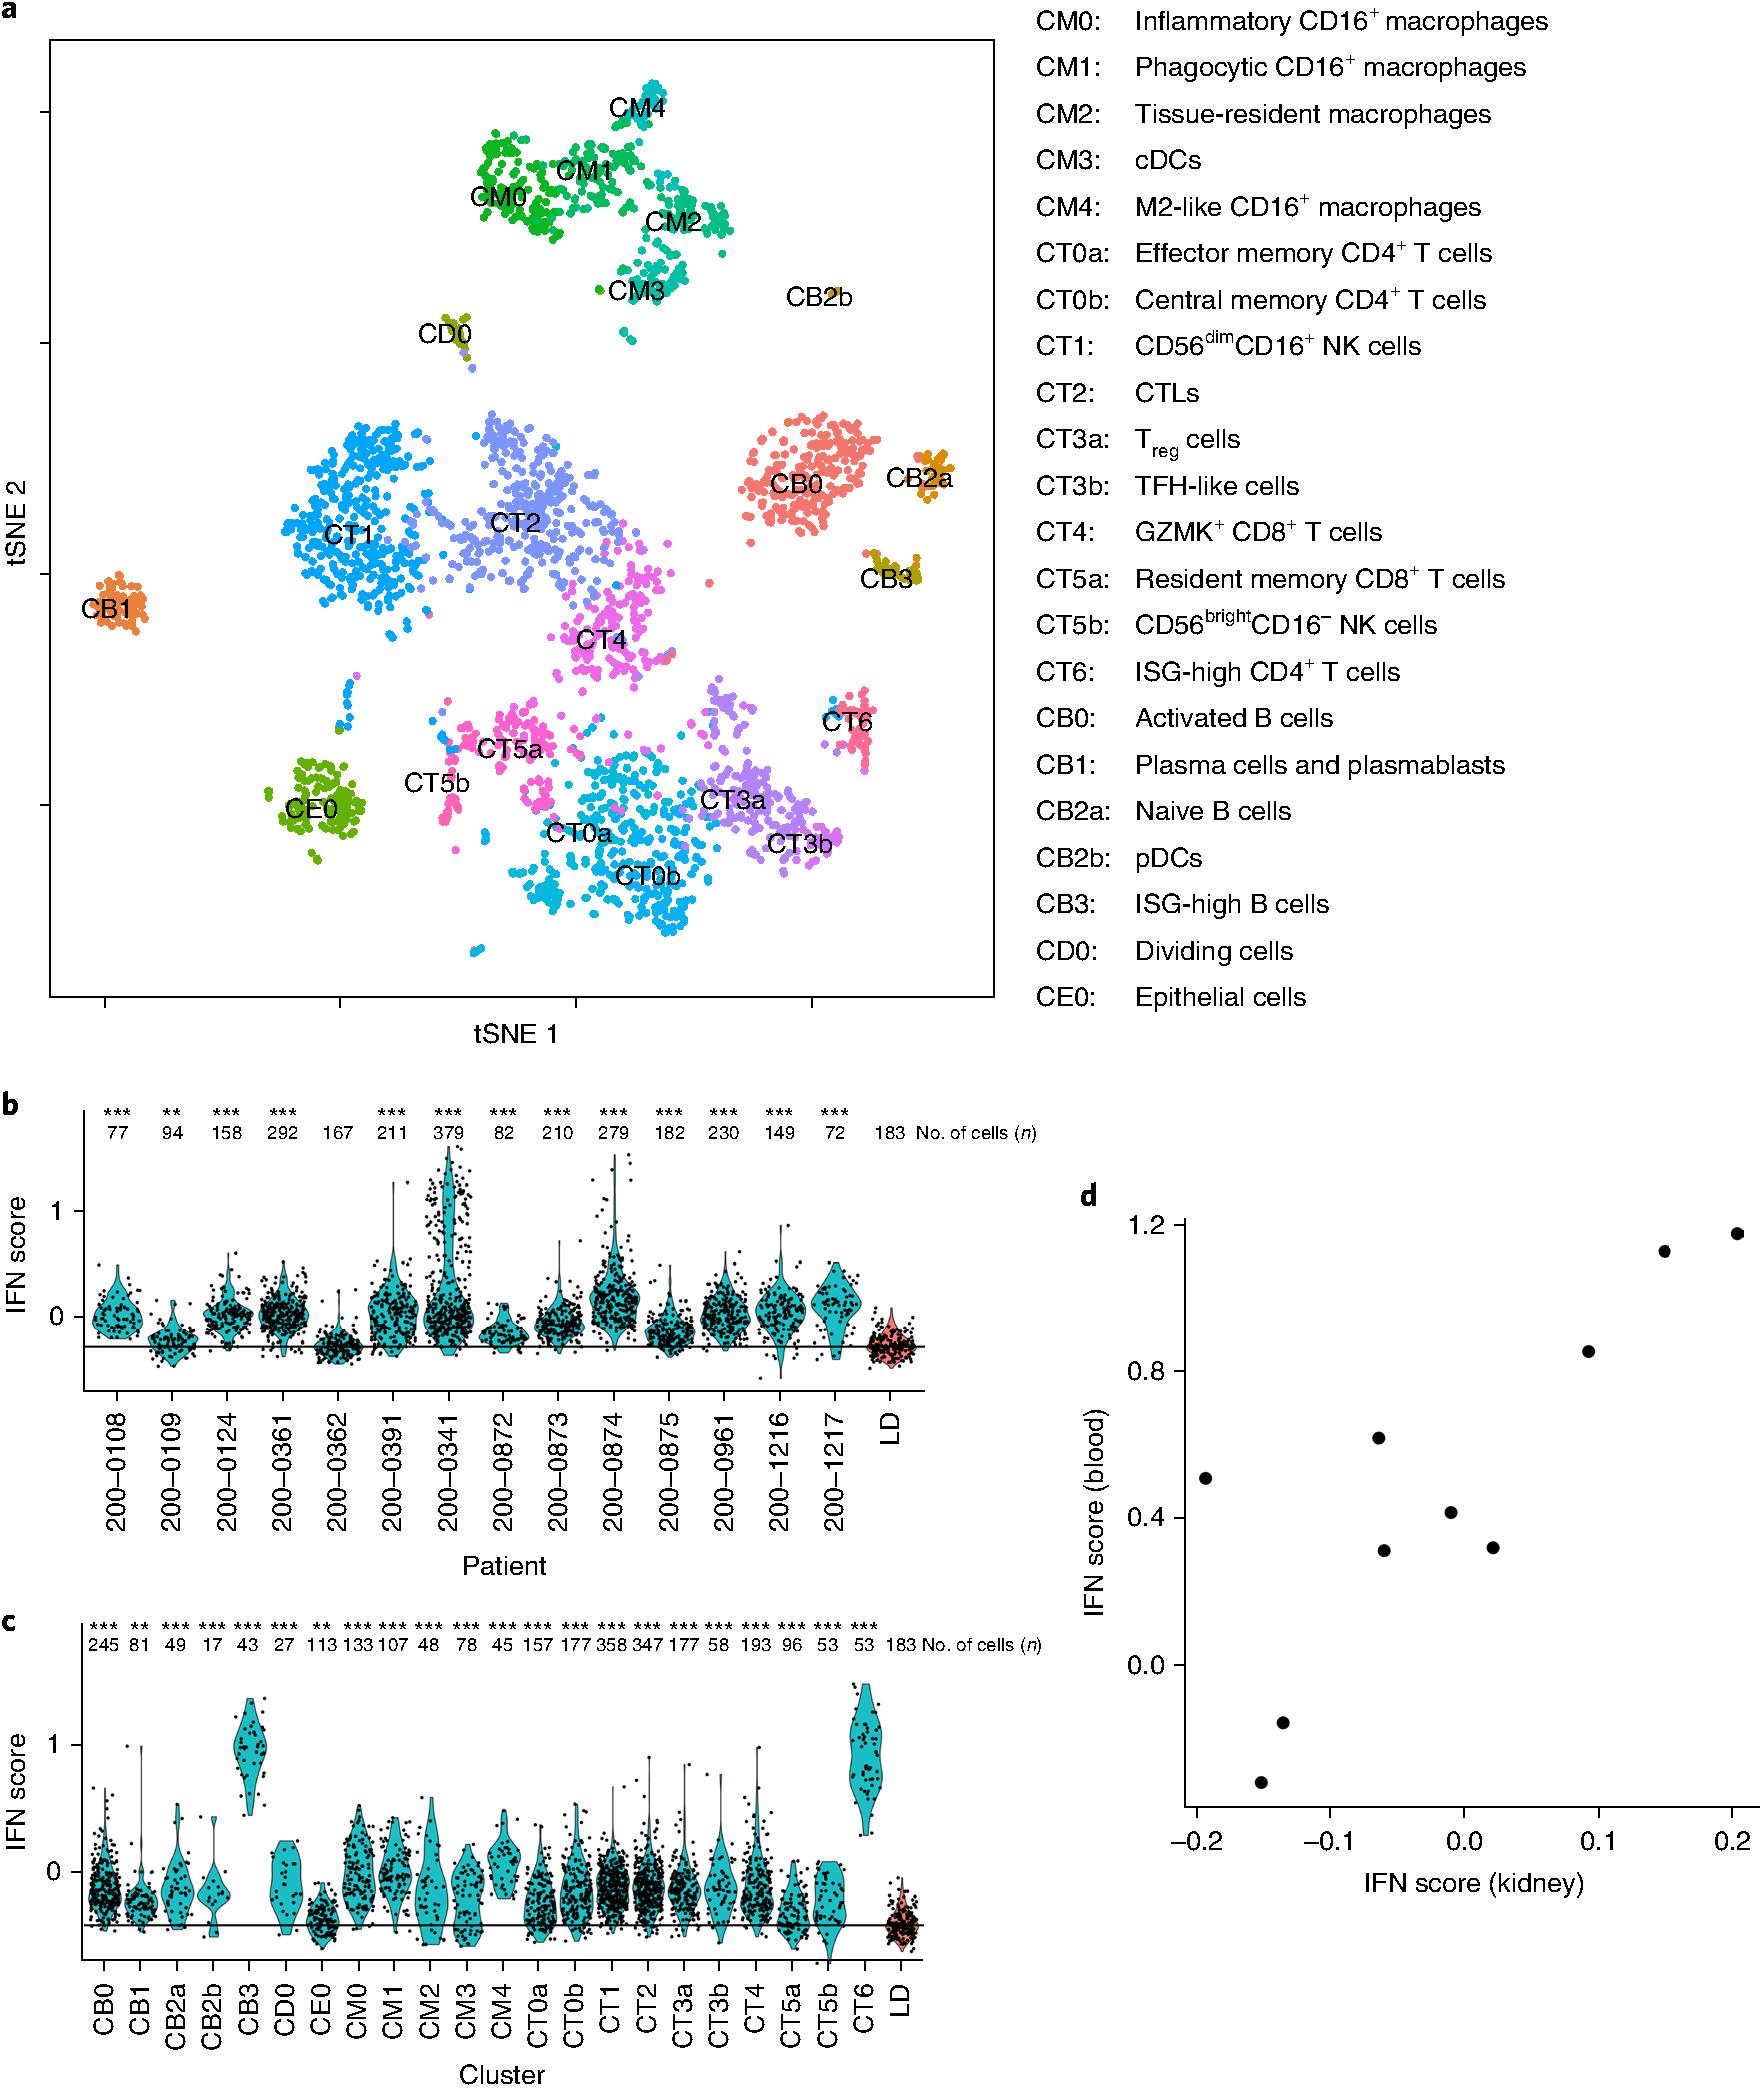 a
CM4
CM1
CM0
CM2
CM3
CB2b
CD0
CB0
CB2a
CT1
CT2
CB3
CB1
CT4
CT6
CT5a
CT5b
CE0
CT3a
CT0a
CT3b
CT0b
tSNE 2
tSNE 1
CM0: Inflammatory CD16⁺ macrophages
CM1: Phagocytic CD16⁺ macrophages
CM2: Tissue-resident macrophages
CM3: cDCs
CM4: M2-like CD16⁺ macrophages
CT0a: Effector memory CD4⁺ T cells
CT0b: Central memory CD4⁺ T cells
CT1: CD56ᵈⁱᵐCD16⁺ NK cells
CT2: CTLs
CT3a: Treg cells
CT3b: TFH-like cells
CT4: GZMK⁺ CD8⁺ T cells
CT5a: Resident memory CD8⁺ T cells
CT5b: CD56ᵇʳⁱᵍʰᵗCD16⁻ NK cells
CT6: ISG-high CD4⁺ T cells
CB0: Activated B cells
CB1: Plasma cells and plasmablasts
CB2a: Naive B cells
CB2b: pDCs
CB3: ISG-high B cells
CD0: Dividing cells
CE0: Epithelial cells
b
*** ** *** *** *** *** *** *** *** *** *** *** ***
77 94 158 292 167 211 379 82 210 279 182 230 149 72 183 No. of cells (n)
1
0
IFN score
200–0108 200–0109 200–0124 200–0361 200–0362 200–0391 200–0341 200–0872 200–0873 200–0874 200–0875 200–0961 200–1216 200–1217 LD
Patient
c
*** ** *** *** *** *** ** *** *** *** *** *** *** *** *** *** *** *** *** *** *** ***
245 81 49 17 43 27 113 133 107 48 78 45 157 177 358 347 177 58 193 96 53 53 183 No. of cells (n)
1
0
IFN score
CB0 CB1 CB2a CB2b CB3 CD0 CE0 CM0 CM1 CM2 CM3 CM4 CT0a CT0b CT1 CT2 CT3a CT3b CT4 CT5a CT5b CT6 LD
Cluster
d
1.2
0.8
0.4
0.0
IFN score (blood)
–0.2 –0.1 0.0 0.1 0.2
IFN score (kidney)